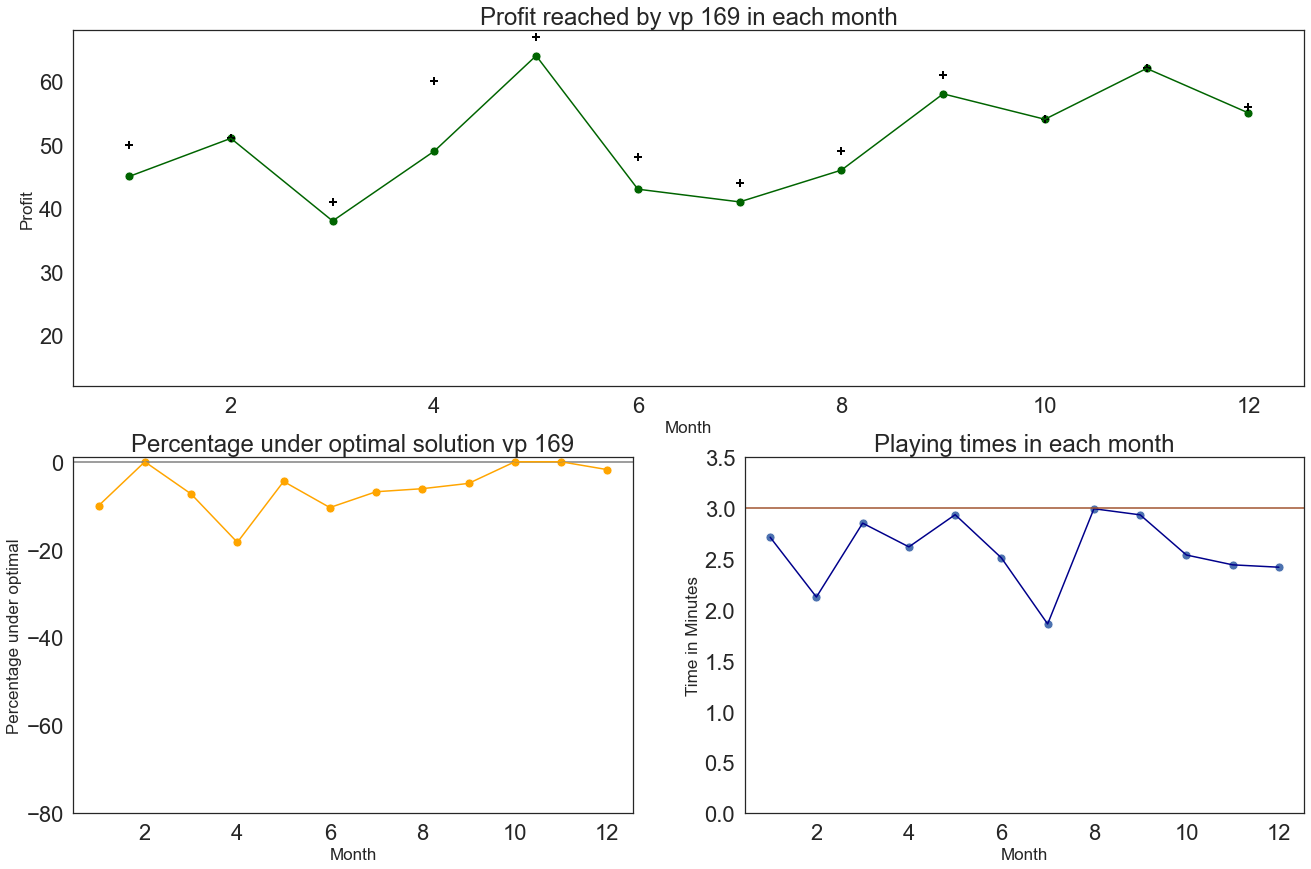 Profit reached by vp 169 in each month
60
50
40
30
20
Profit
2 4 6 8 10 12
Month
Percentage under optimal solution vp 169
0
−20
−40
−60
−80
Percentage under optimal
2 4 6 8 10 12
Month
Playing times in each month
3.5
3.0
2.5
2.0
1.5
1.0
0.5
0.0
Time in Minutes
2 4 6 8 10 12
Month